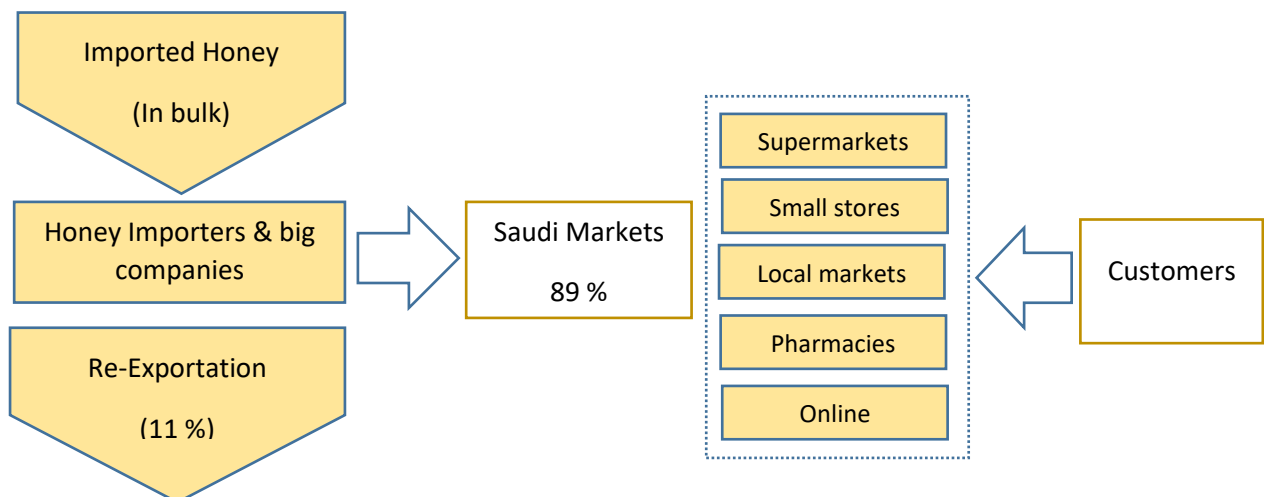 Imported Honey
(In bulk)
Honey Importers & big
companies
Re-Exportation
(11 %)
Saudi Markets
89 %
Supermarkets
Small stores
Local markets
Pharmacies
Online
Customers